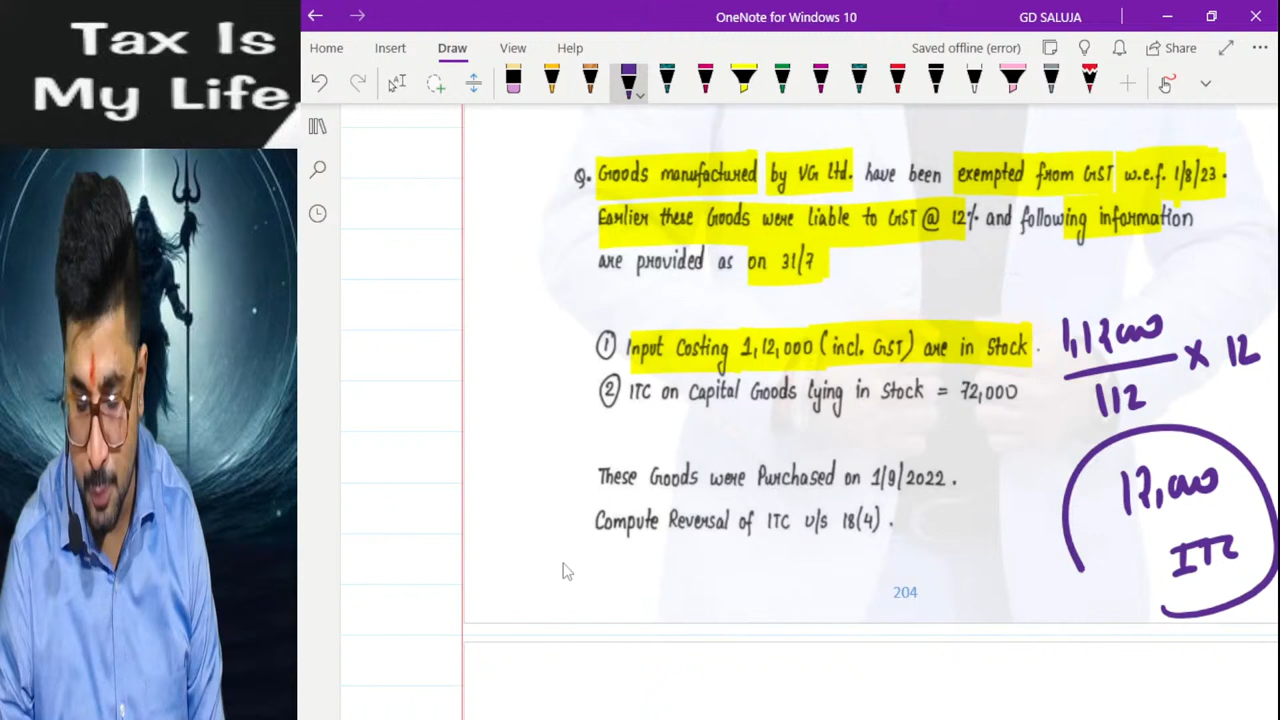 Tax Is
My Life
OneNote for Windows 10
GD SALUJA
Home Insert Draw View Help
Saved offline (error)
Share
Q. Goods manufactured by VG Ltd. have been exempted from GST w.e.f. 1/8/23.
Earlier these Goods were liable to GST @ 12% and following information
are provided as on 31/7
① Input Costing 1,12,000 (incl. GST) are in Stock.
② ITC on Capital Goods lying in Stock = 72,000
These Goods were Purchased on 1/9/2022.
Compute Reversal of ITC u/s 18(4).
1,12,000
112
x 12
12,000
ITC
204